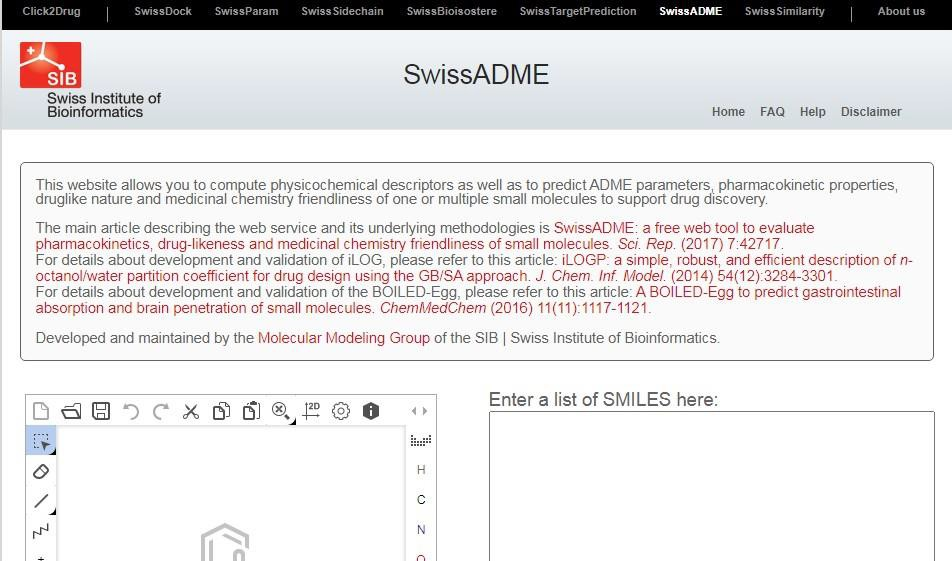 Click2Drug | SwissDock SwissParam SwissSidechain SwissBioisostere SwissTargetPrediction SwissADME SwissSimilarity | About us
SIB
Swiss Institute of
Bioinformatics
SwissADME
Home FAQ Help Disclaimer
This website allows you to compute physicochemical descriptors as well as to predict ADME parameters, pharmacokinetic properties,
druglike nature and medicinal chemistry friendliness of one or multiple small molecules to support drug discovery.
The main article describing the web service and its underlying methodologies is SwissADME: a free web tool to evaluate
pharmacokinetics, drug-likeness and medicinal chemistry friendliness of small molecules. Sci. Rep. (2017) 7:42717.
For details about development and validation of iLOG, please refer to this article: iLOGP: a simple, robust, and efficient description of n-
octanol/water partition coefficient for drug design using the GB/SA approach. J. Chem. Inf. Model. (2014) 54(12):3284-3301.
For details about development and validation of the BOILED-Egg, please refer to this article: A BOILED-Egg to predict gastrointestinal
absorption and brain penetration of small molecules. ChemMedChem (2016) 11(11):1117-1121.
Developed and maintained by the Molecular Modeling Group of the SIB | Swiss Institute of Bioinformatics.
Enter a list of SMILES here:
2D
H
C
N
O